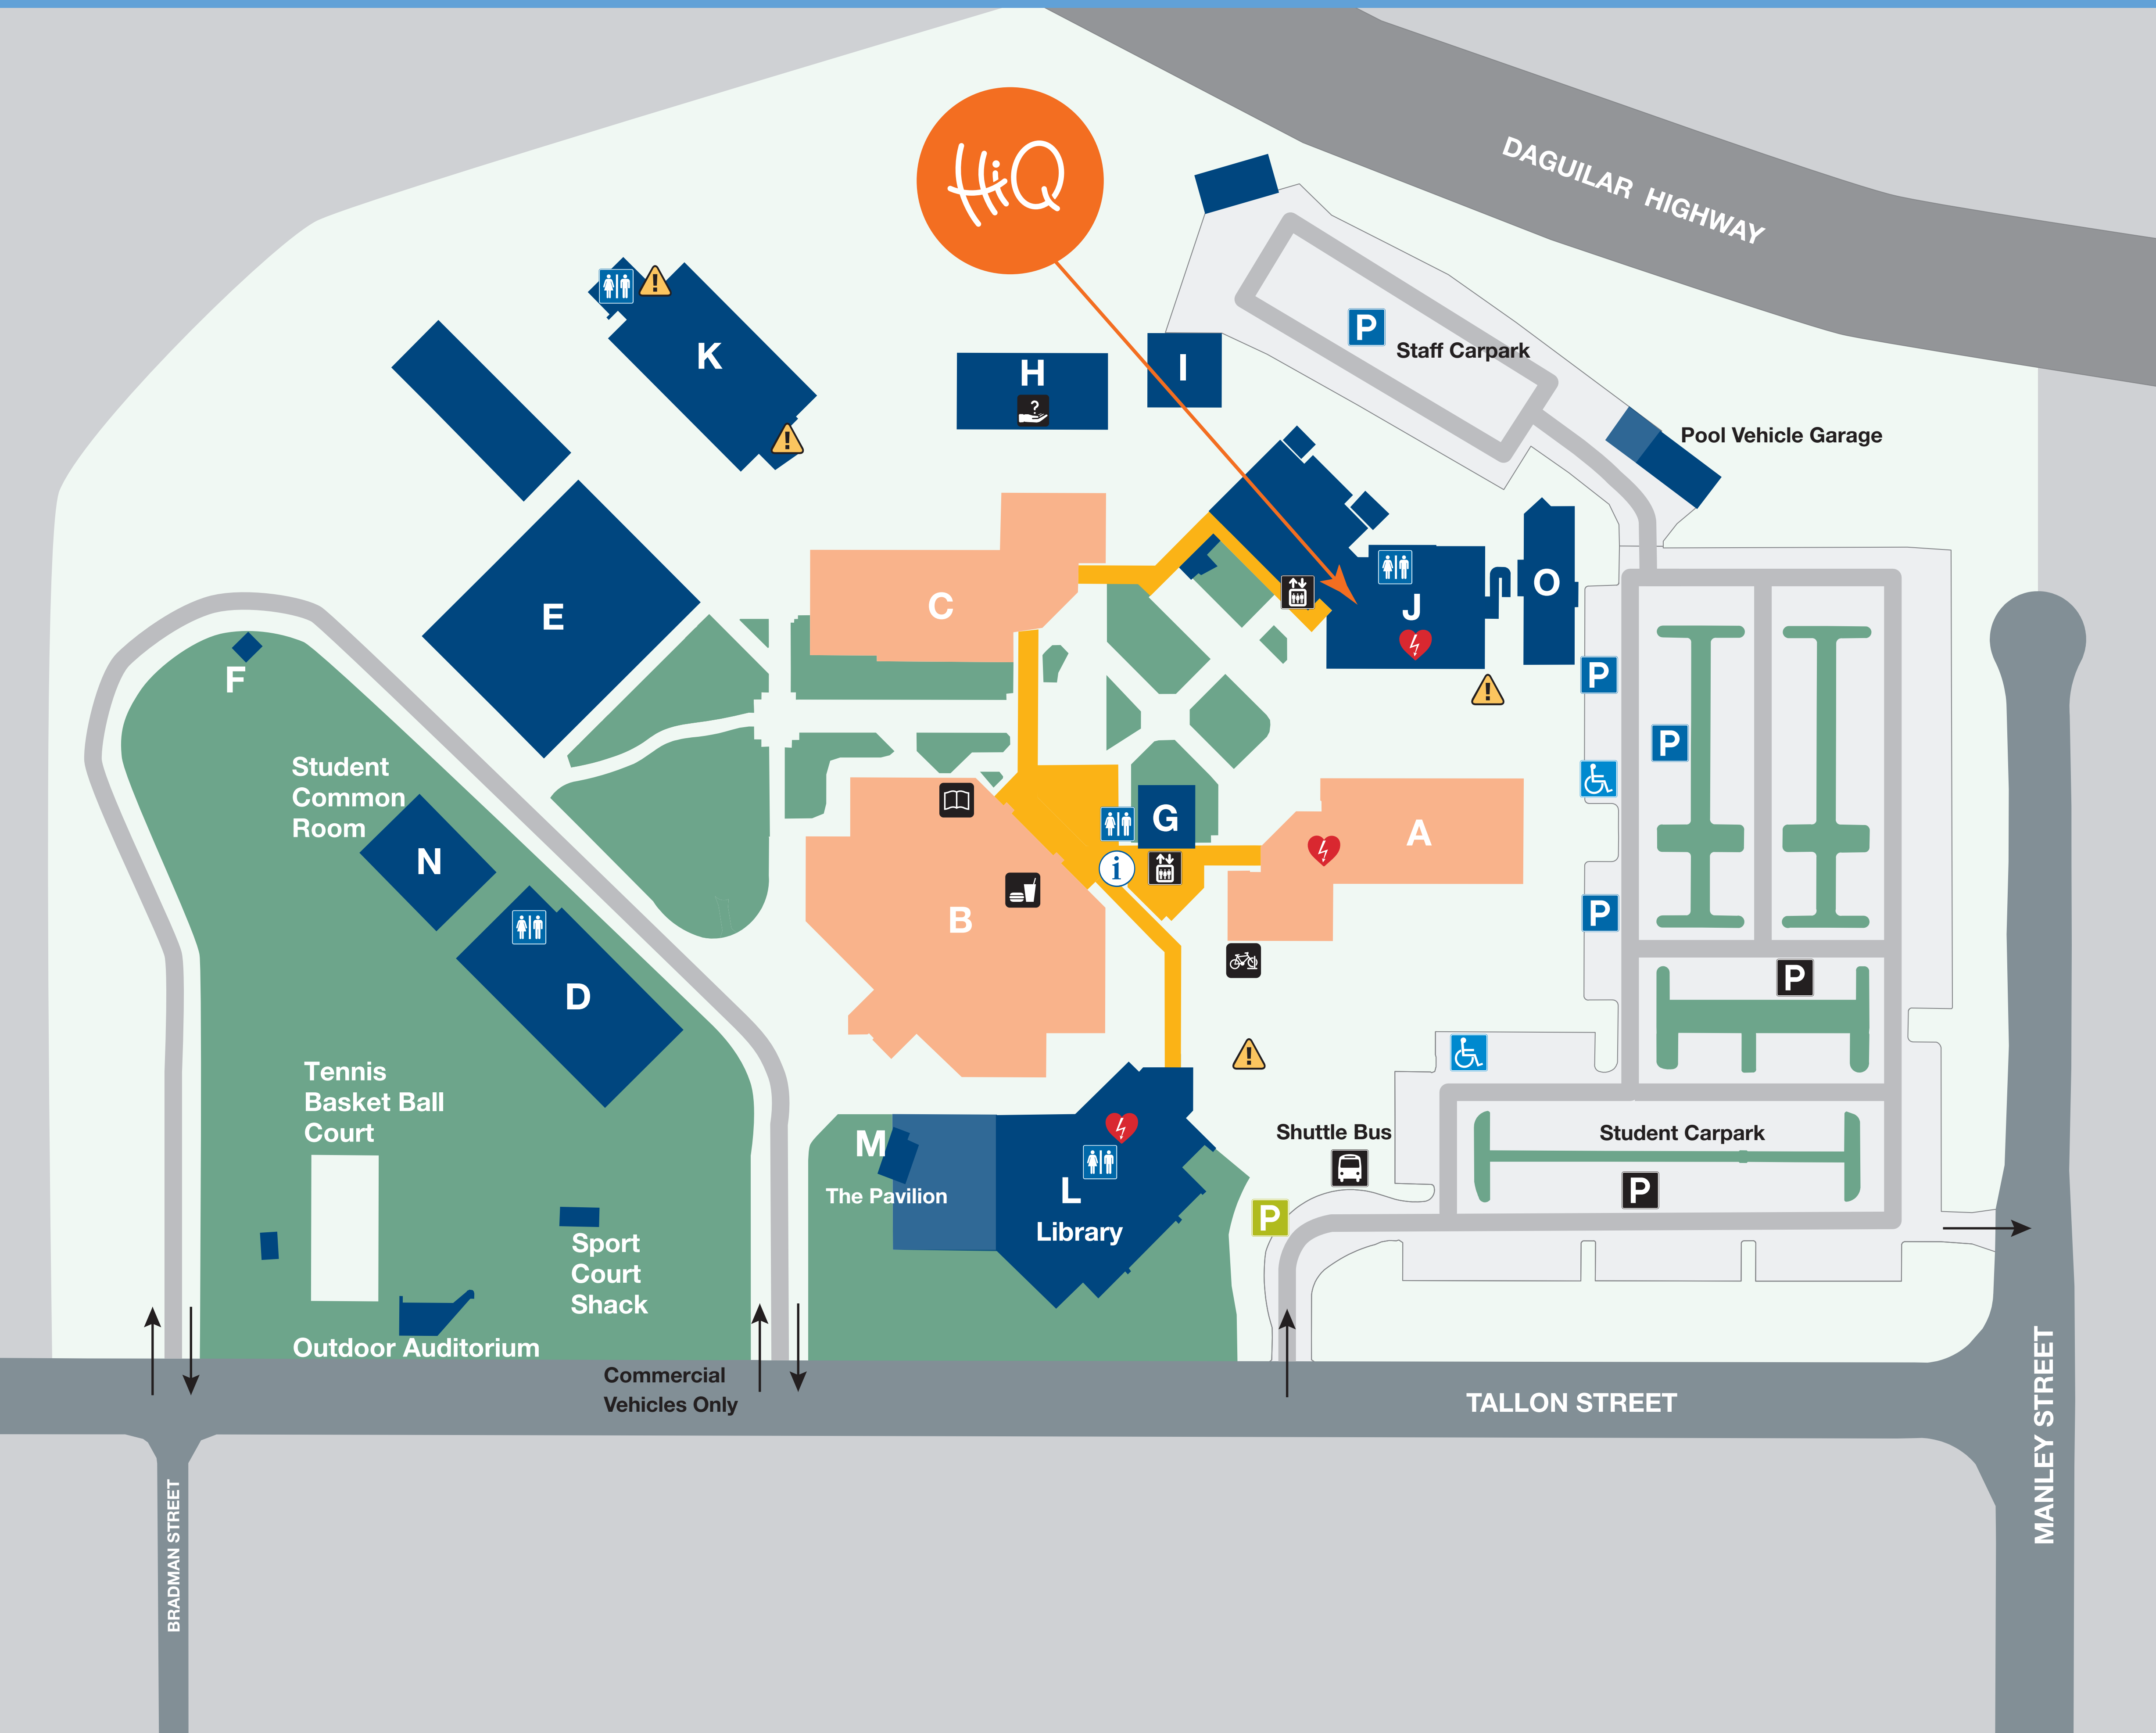 HiQ
DAGUILAR HIGHWAY
P
Staff Carpark
K
H
?
I
Pool Vehicle Garage
E
C
J
O
F
P
P
Student
Common
Room
N
G
A
i
B
P
D
P
Tennis
Basket Ball
Court
M
The Pavilion
L
Library
Shuttle Bus
P
Student Carpark
P
Sport
Court
Shack
Outdoor Auditorium
Commercial
Vehicles Only
TALLON STREET
MANLEY STREET
BRADMAN STREET